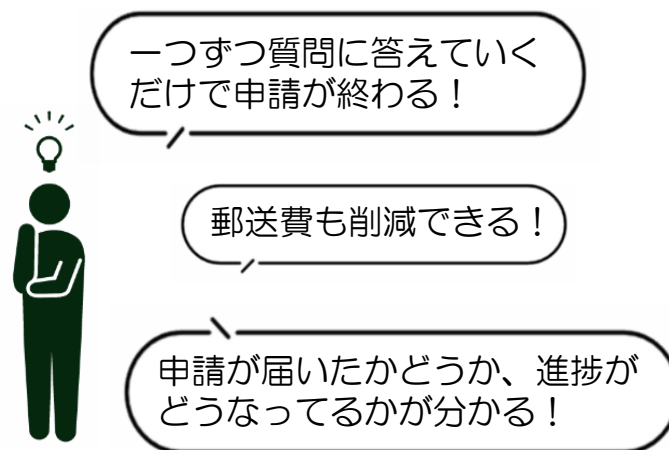 一つずつ質問に答えていく
だけで申請が終わる！
郵送費も削減できる！
申請が届いたかどうか、進捗が
どうなってるかが分かる！